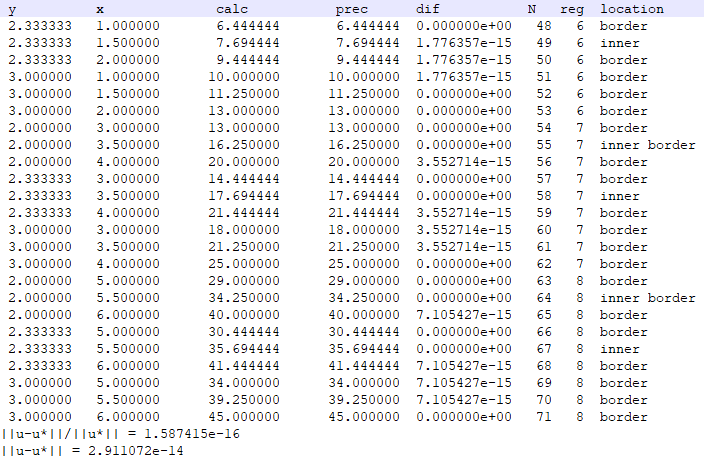 y x calc prec dif N reg location
2.333333 1.000000 6.444444 6.444444 0.000000e+00 48 6 border
2.333333 1.500000 7.694444 7.694444 1.776357e-15 49 6 inner
2.333333 2.000000 9.444444 9.444444 1.776357e-15 50 6 border
3.000000 1.000000 10.000000 10.000000 1.776357e-15 51 6 border
3.000000 1.500000 11.250000 11.250000 0.000000e+00 52 6 border
3.000000 2.000000 13.000000 13.000000 0.000000e+00 53 6 border
2.000000 3.000000 13.000000 13.000000 0.000000e+00 54 7 border
2.000000 3.500000 16.250000 16.250000 0.000000e+00 55 7 inner border
2.000000 4.000000 20.000000 20.000000 3.552714e-15 56 7 border
2.333333 3.000000 14.444444 14.444444 0.000000e+00 57 7 border
2.333333 3.500000 17.694444 17.694444 0.000000e+00 58 7 inner
2.333333 4.000000 21.444444 21.444444 3.552714e-15 59 7 border
3.000000 3.000000 18.000000 18.000000 3.552714e-15 60 7 border
3.000000 3.500000 21.250000 21.250000 3.552714e-15 61 7 border
3.000000 4.000000 25.000000 25.000000 0.000000e+00 62 7 border
2.000000 5.000000 29.000000 29.000000 0.000000e+00 63 8 border
2.000000 5.500000 34.250000 34.250000 0.000000e+00 64 8 inner border
2.000000 6.000000 40.000000 40.000000 7.105427e-15 65 8 border
2.333333 5.000000 30.444444 30.444444 0.000000e+00 66 8 border
2.333333 5.500000 35.694444 35.694444 0.000000e+00 67 8 inner
2.333333 6.000000 41.444444 41.444444 7.105427e-15 68 8 border
3.000000 5.000000 34.000000 34.000000 7.105427e-15 69 8 border
3.000000 5.500000 39.250000 39.250000 7.105427e-15 70 8 border
3.000000 6.000000 45.000000 45.000000 0.000000e+00 71 8 border
||u-u*||/||u*|| = 1.587415e-16
||u-u*|| = 2.911072e-14